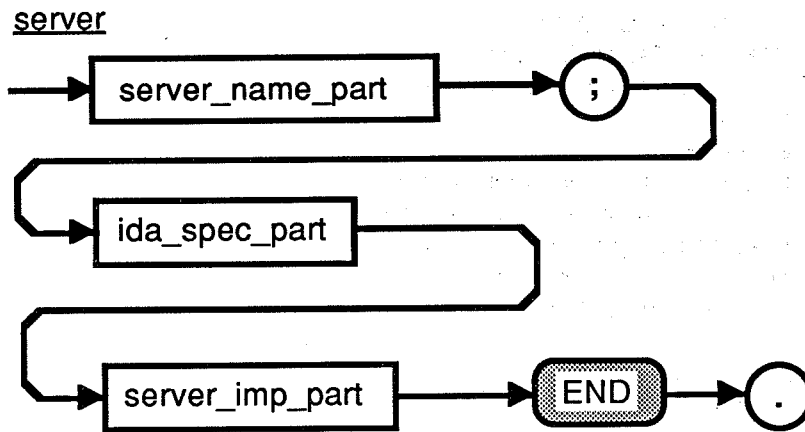 server
server_name_part ;
ida_spec_part
server_imp_part END .